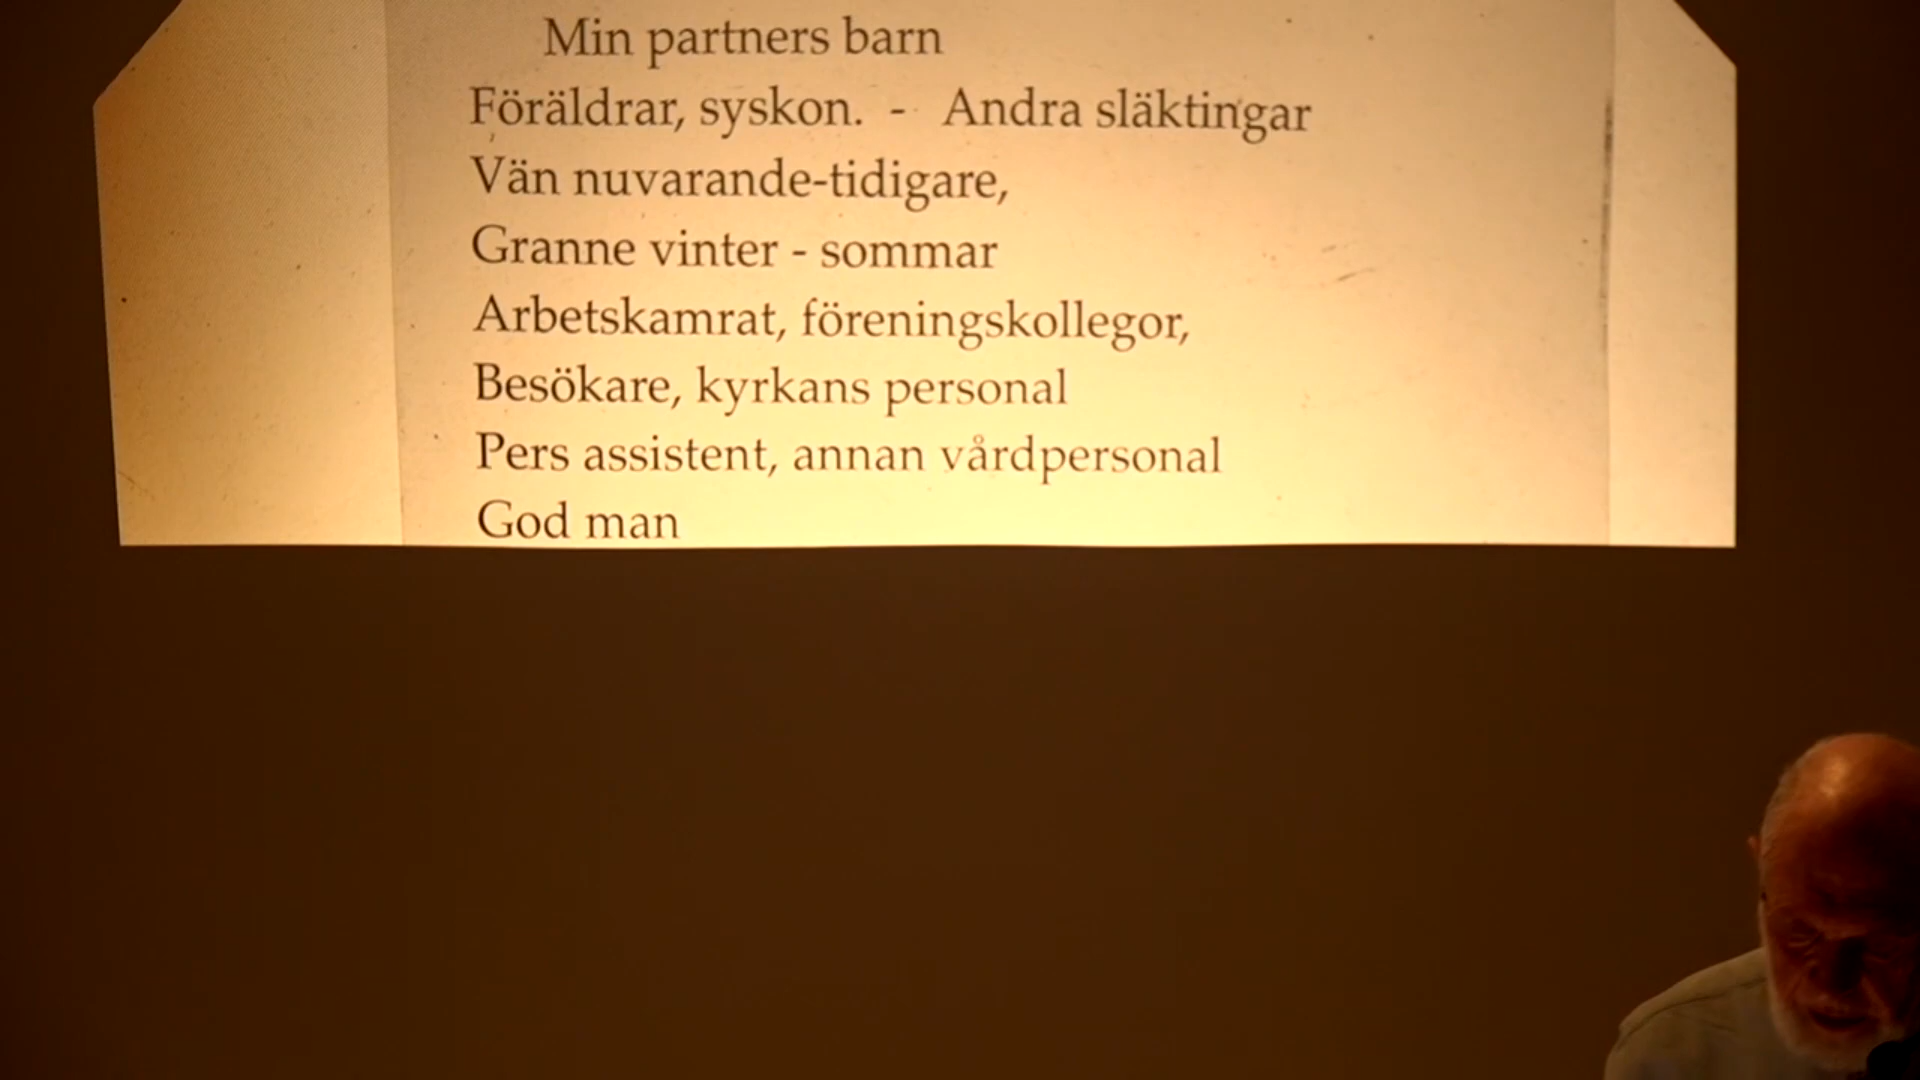 Min partners barn
Föräldrar, syskon. - Andra släktingar
Vän nuvarande-tidigare,
Granne vinter - sommar
Arbetskamrat, föreningskollegor,
Besökare, kyrkans personal
Pers assistent, annan vårdpersonal
God man